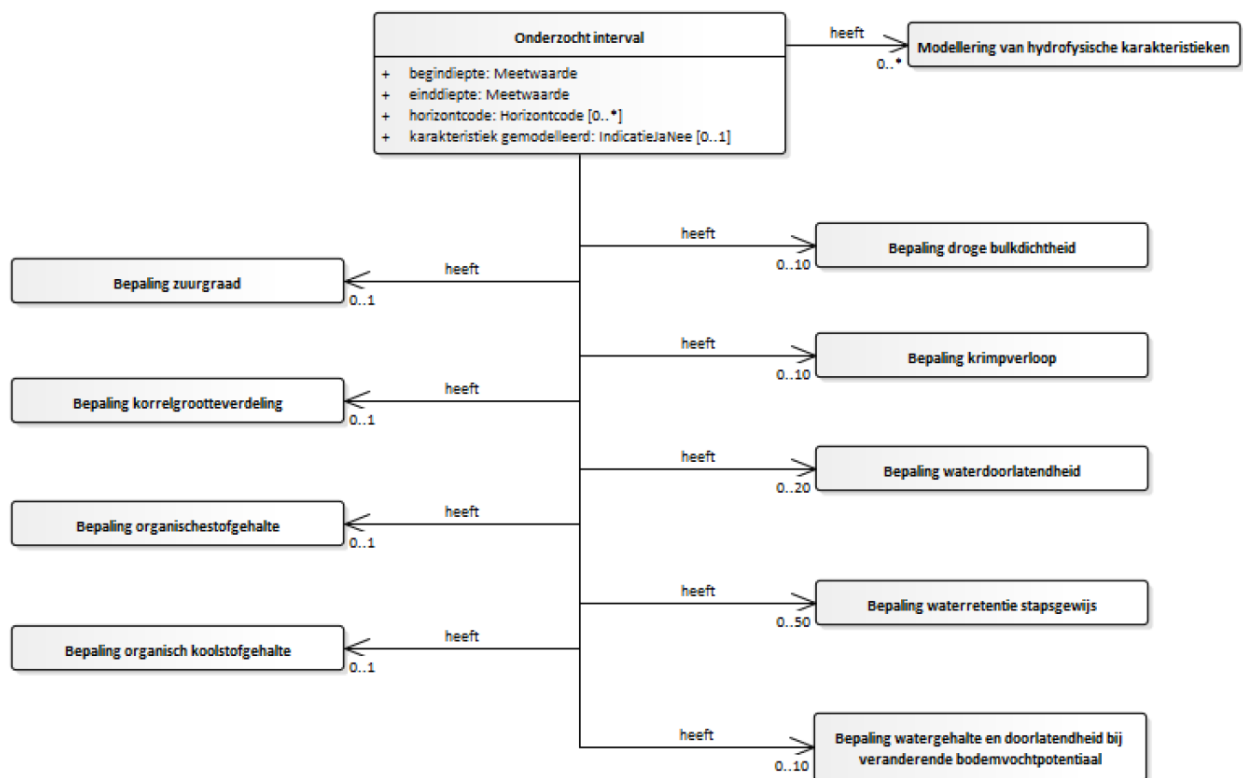 Onderzocht interval
+ begindiepte: Meetwaarde
+ einddiepte: Meetwaarde
+ horizontcode: Horizontcode [0..*]
+ karakteristiek gemodelleerd: IndicatieJaNee [0..1]
heeft
0..*
Modellering van hydrofysische karakteristieken
heeft
0..10
Bepaling droge bulkdichtheid
heeft
0..1
Bepaling zuurgraad
heeft
0..10
Bepaling krimpverloop
heeft
0..1
Bepaling korrelgrootteverdeling
heeft
0..20
Bepaling waterdoorlatendheid
heeft
0..1
Bepaling organischestofgehalte
heeft
0..50
Bepaling waterretentie stapsgewijs
heeft
0..1
Bepaling organisch koolstofgehalte
heeft
0..10
Bepaling watergehalte en doorlatendheid bij
veranderende bodemvochtpotentiaal